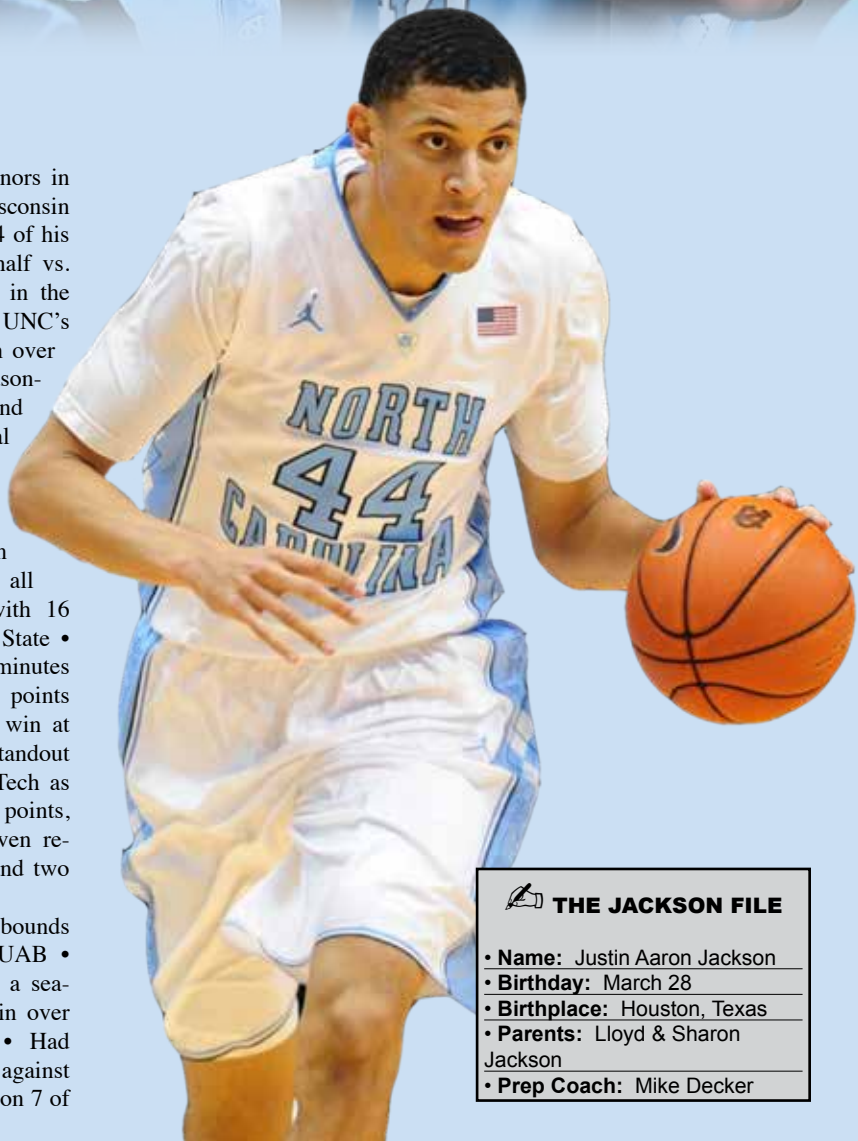 nors in
sconsin
4 of his
half vs.
in the
UNC's
over
son-
nd
all
with 16
State •
minutes
points
win at
tandout
Tech as
points,
ven re-
nd two
bounds
UAB •
a sea-
in over
• Had
against
on 7 of
NORTH
44
CAROLINA
THE JACKSON FILE
• Name: Justin Aaron Jackson
• Birthday: March 28
• Birthplace: Houston, Texas
• Parents: Lloyd & Sharon
Jackson
• Prep Coach: Mike Decker